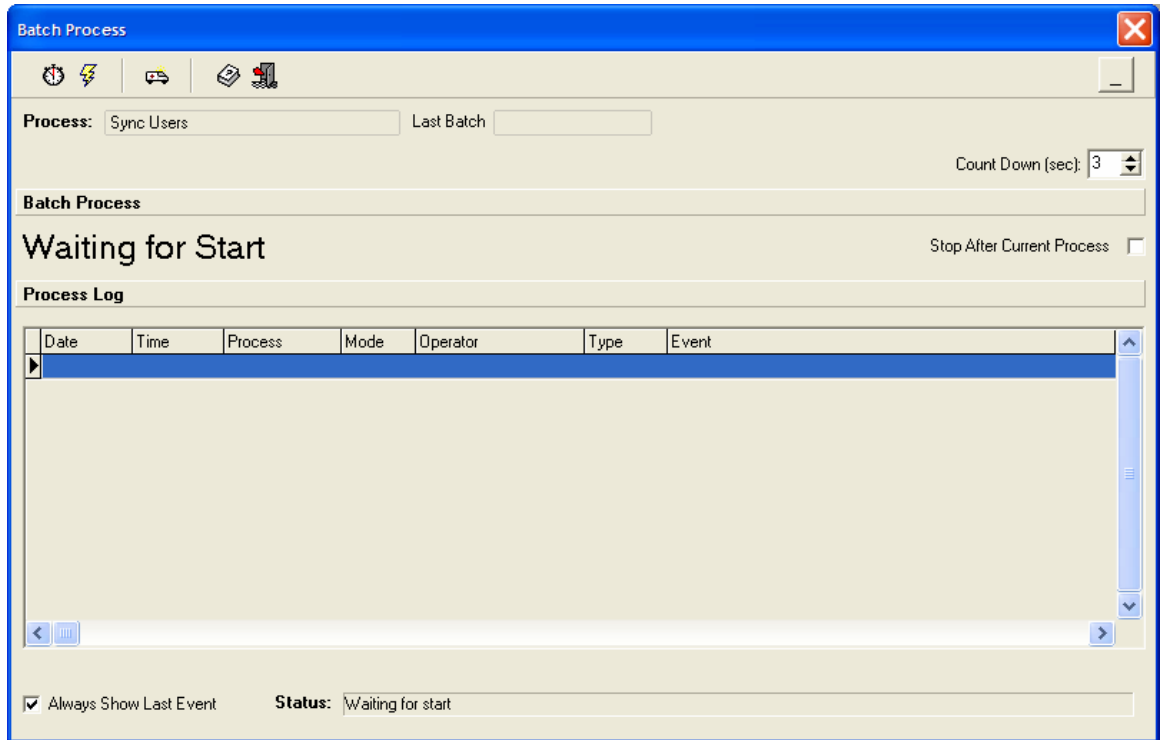 Batch Process
Process: Sync Users Last Batch
Count Down (sec): 3
Batch Process
Waiting for Start Stop After Current Process
Process Log
Date Time Process Mode Operator Type Event
Always Show Last Event Status: Waiting for start